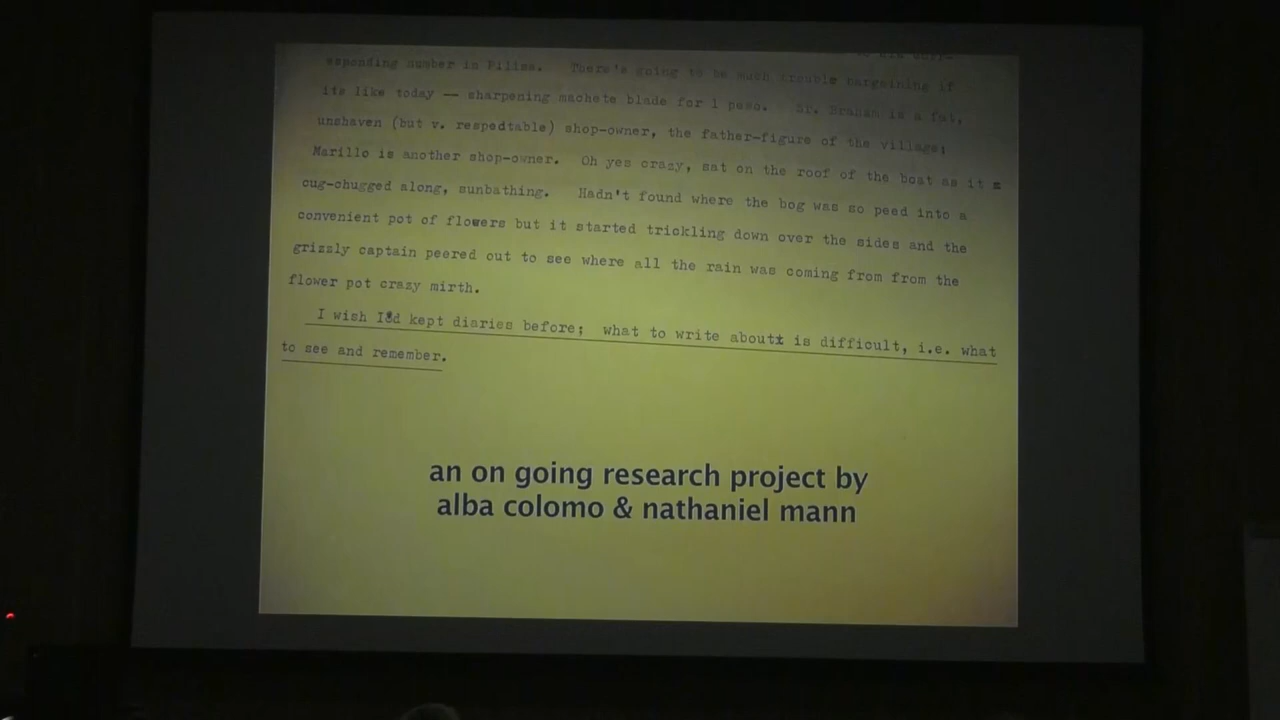 esponding number in Pilima. There's going to be much trouble bargaining if
its like today — sharpening machete blade for 1 peso. Sr. is a fat,
unshaven (but v. respedtable) shop-owner, the father-figure of the village;
Marillo is another shop-owner. Oh yes crazy, sat on the roof of the boat as it m
cug-chugged along, sunbathing. Hadn't found where the bog was so peed into a
convenient pot of flowers but it started trickling down over the sides and the
grizzly captain peered out to see where all the rain was coming from from the
flower pot crazy mirth.
I wish I8d kept diaries before; what to write aboutx is difficult, i.e. what
to see and remember.
an on going research project by
alba colomo & nathaniel mann